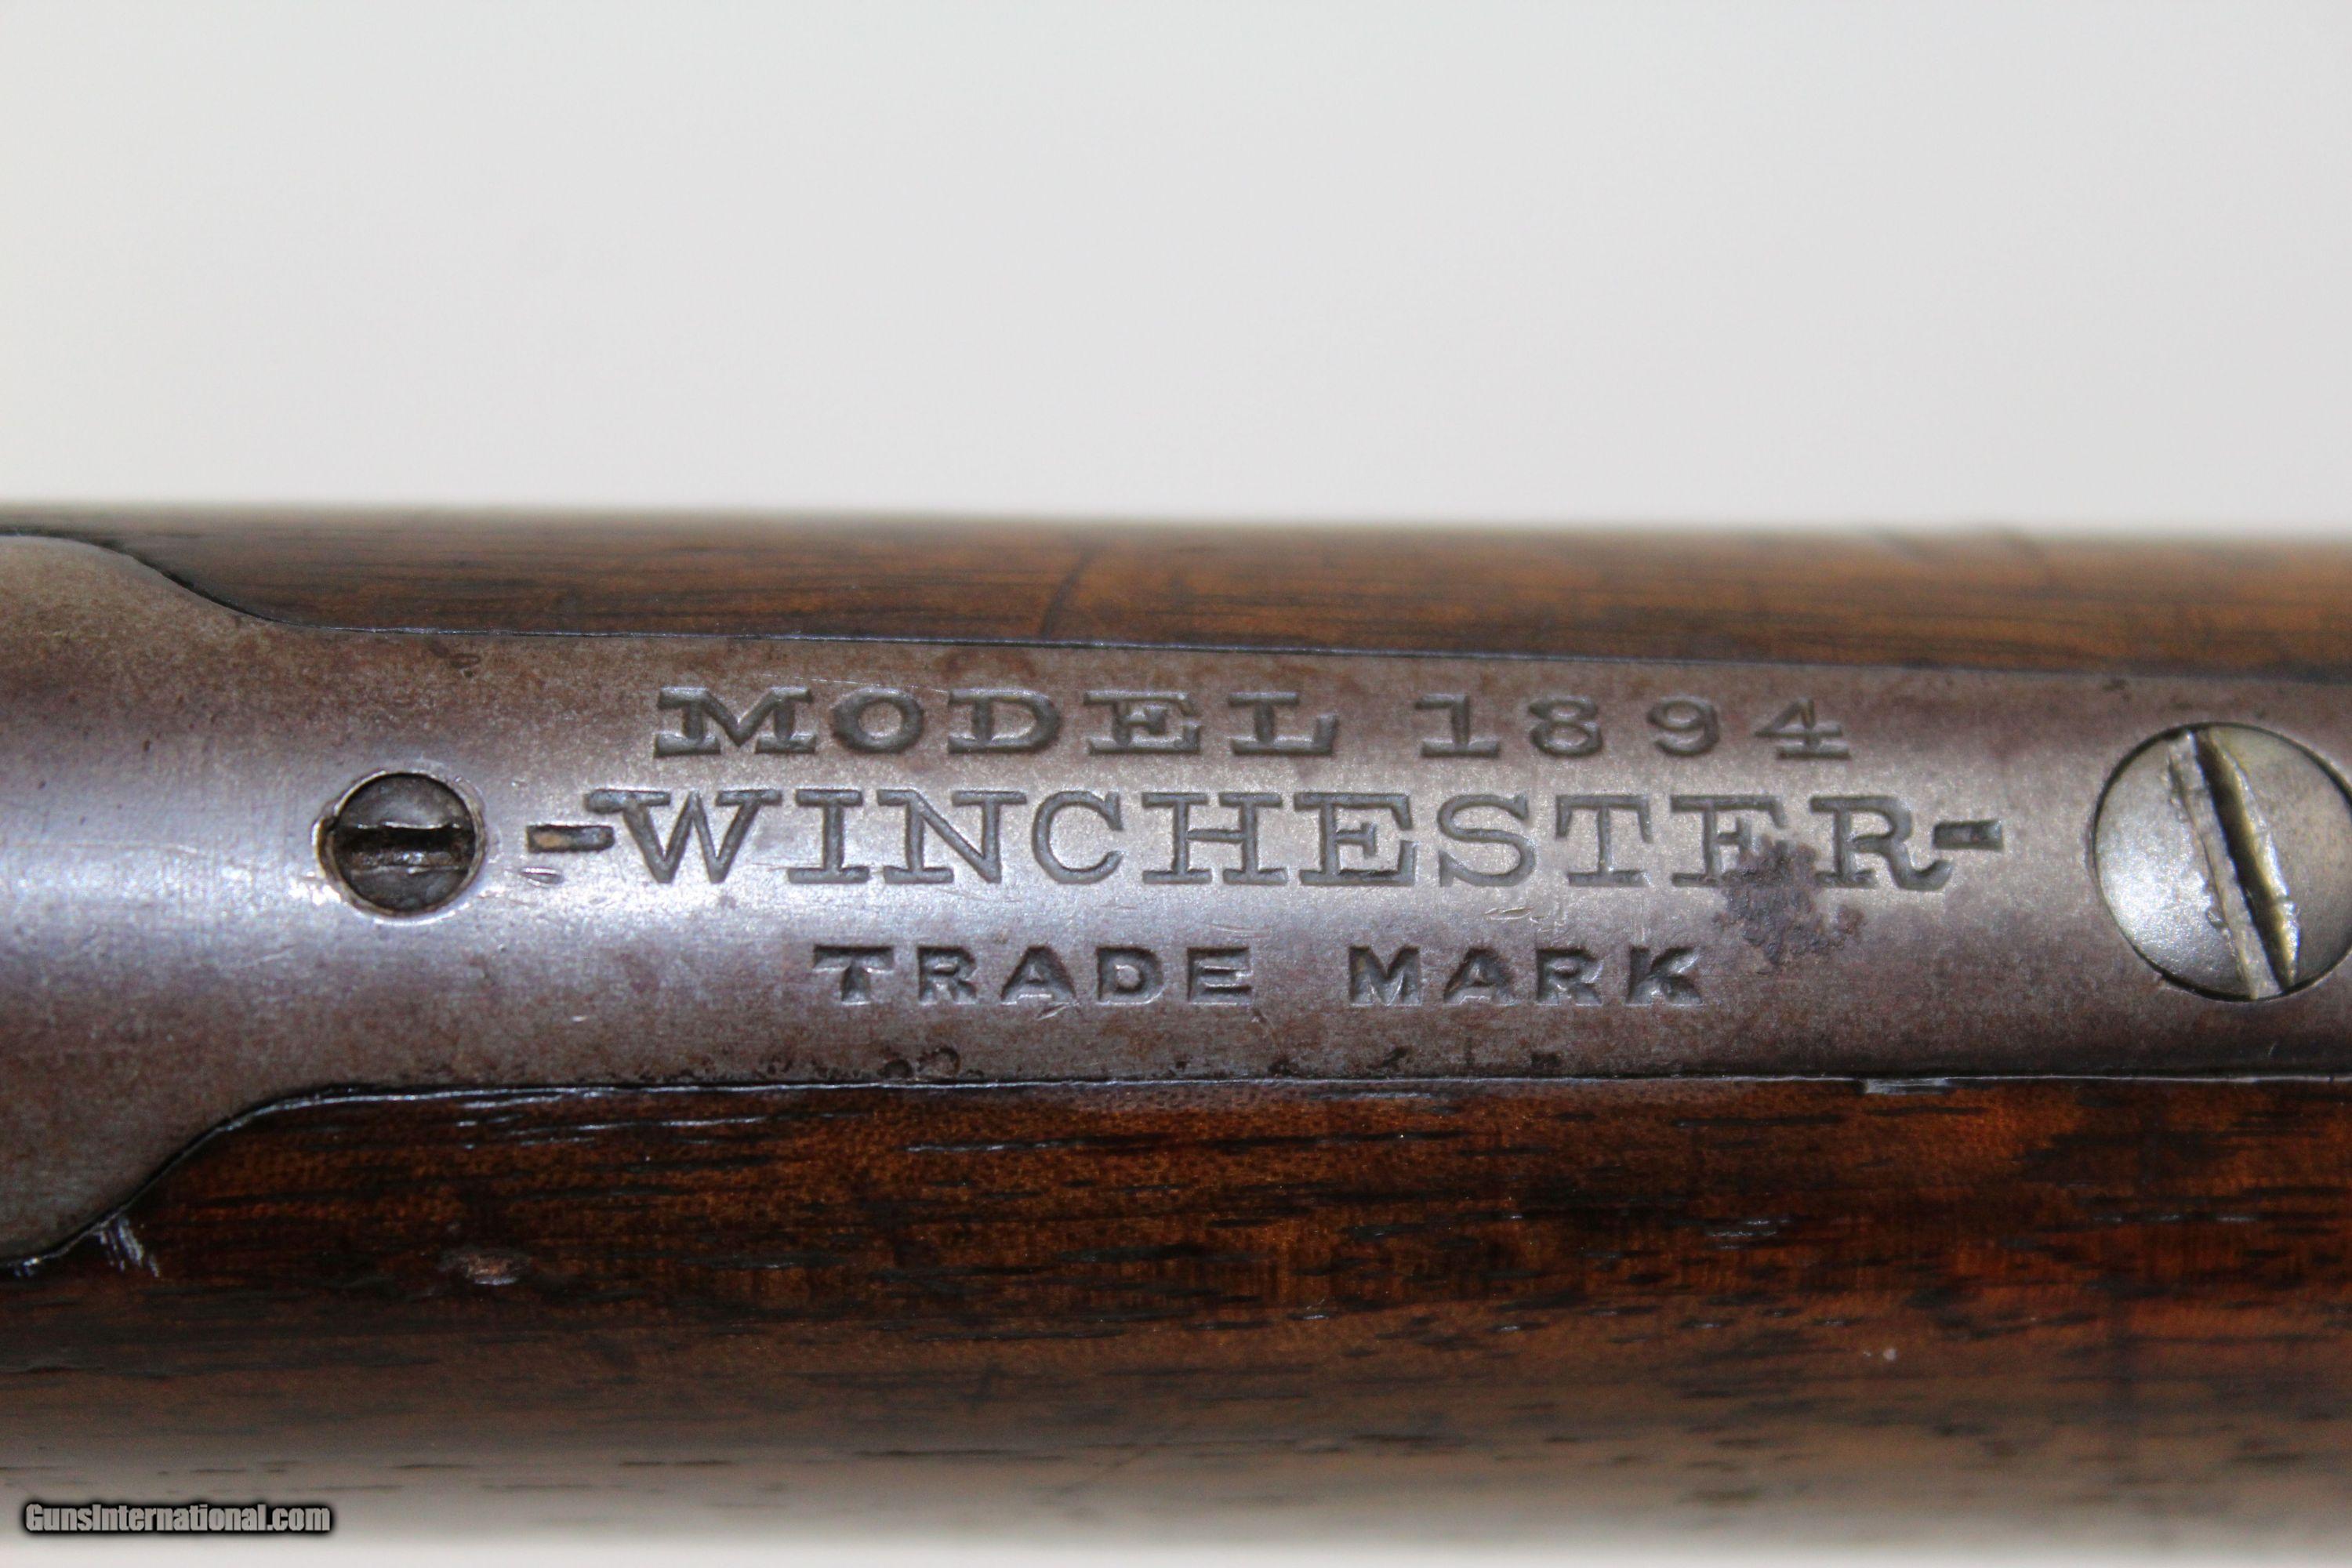 MODEL 1894
-WINCHESTER-
TRADE MARK
GunsInternational.com